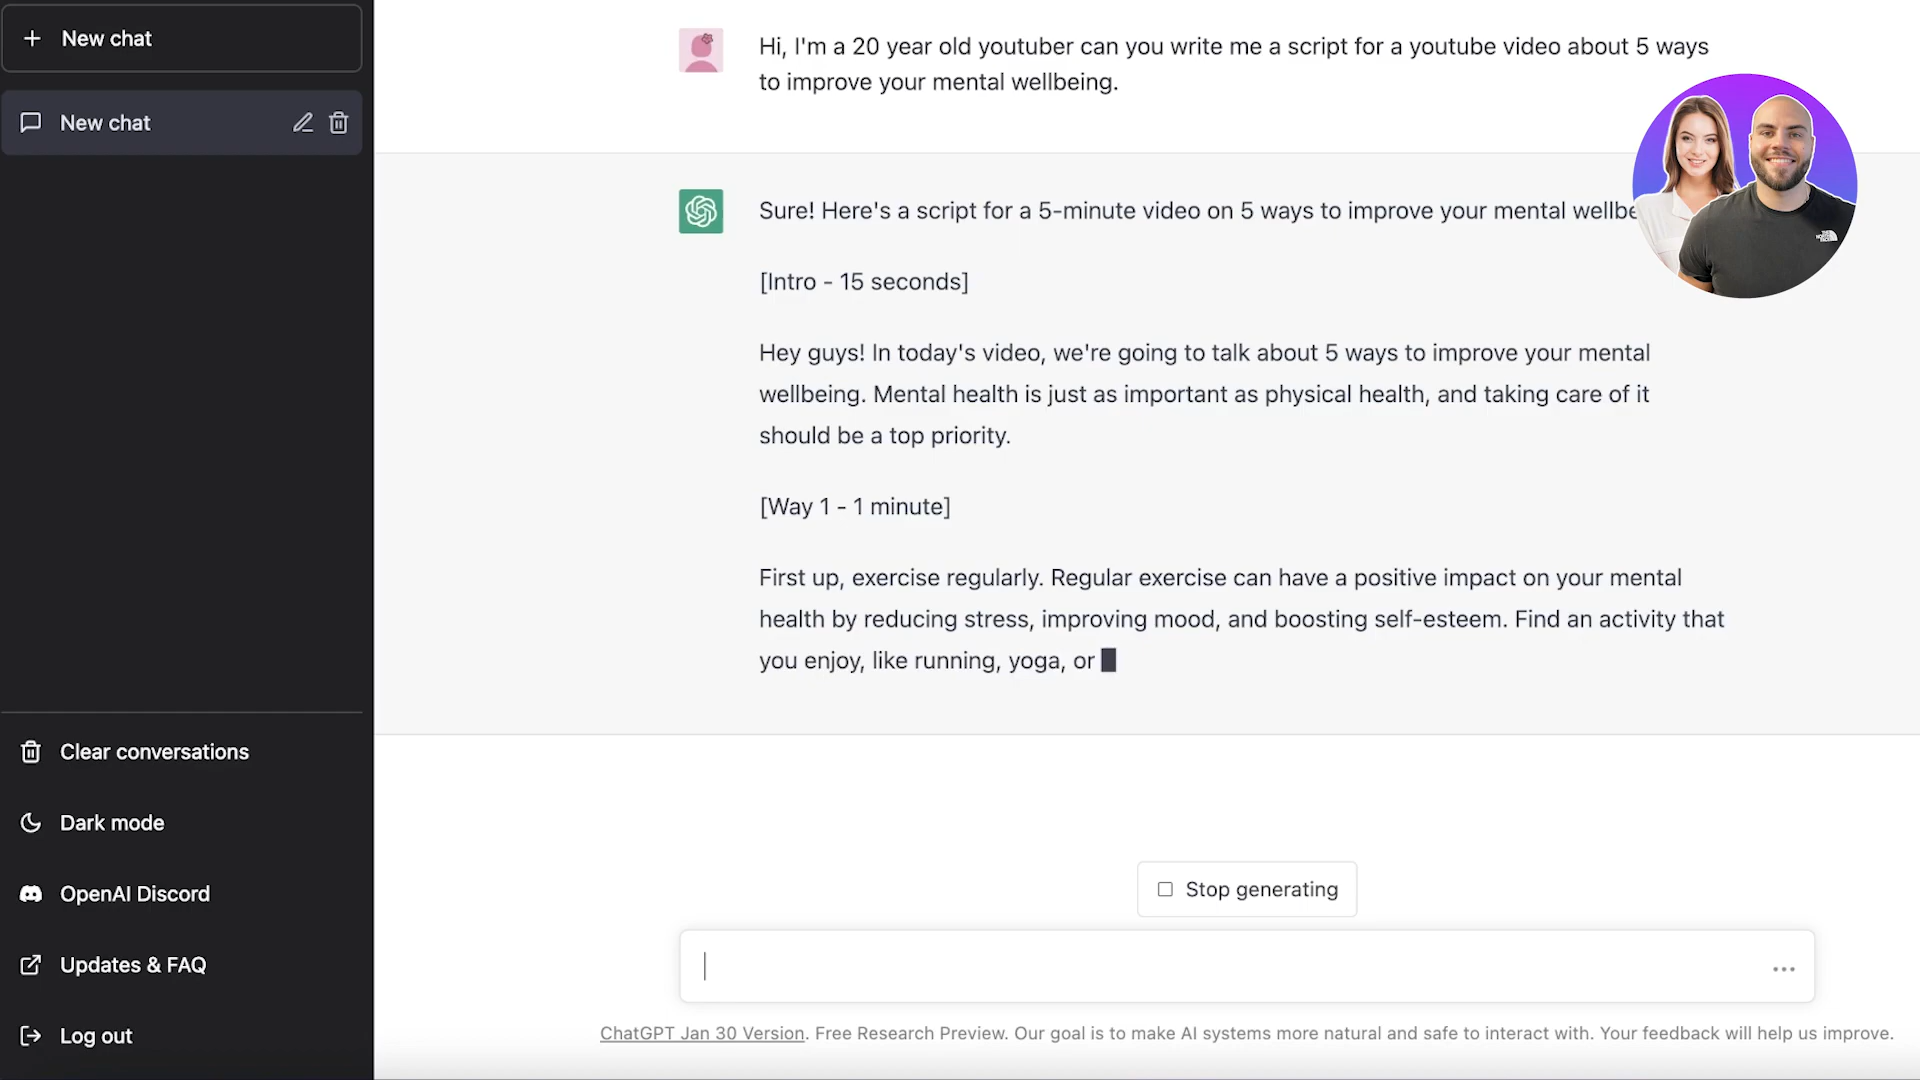 New chat
New chat
Clear conversations
Dark mode
OpenAI Discord
Updates & FAQ
Log out
Hi, I'm a 20 year old youtuber can you write me a script for a youtube video about 5 ways
to improve your mental wellbeing.
Sure! Here's a script for a 5-minute video on 5 ways to improve your mental wellbe
[Intro - 15 seconds]
Hey guys! In today's video, we're going to talk about 5 ways to improve your mental
wellbeing. Mental health is just as important as physical health, and taking care of it
should be a top priority.
[Way 1 - 1 minute]
First up, exercise regularly. Regular exercise can have a positive impact on your mental
health by reducing stress, improving mood, and boosting self-esteem. Find an activity that
you enjoy, like running, yoga, or
Stop generating
ChatGPT Jan 30 Version. Free Research Preview. Our goal is to make AI systems more natural and safe to interact with. Your feedback will help us improve.